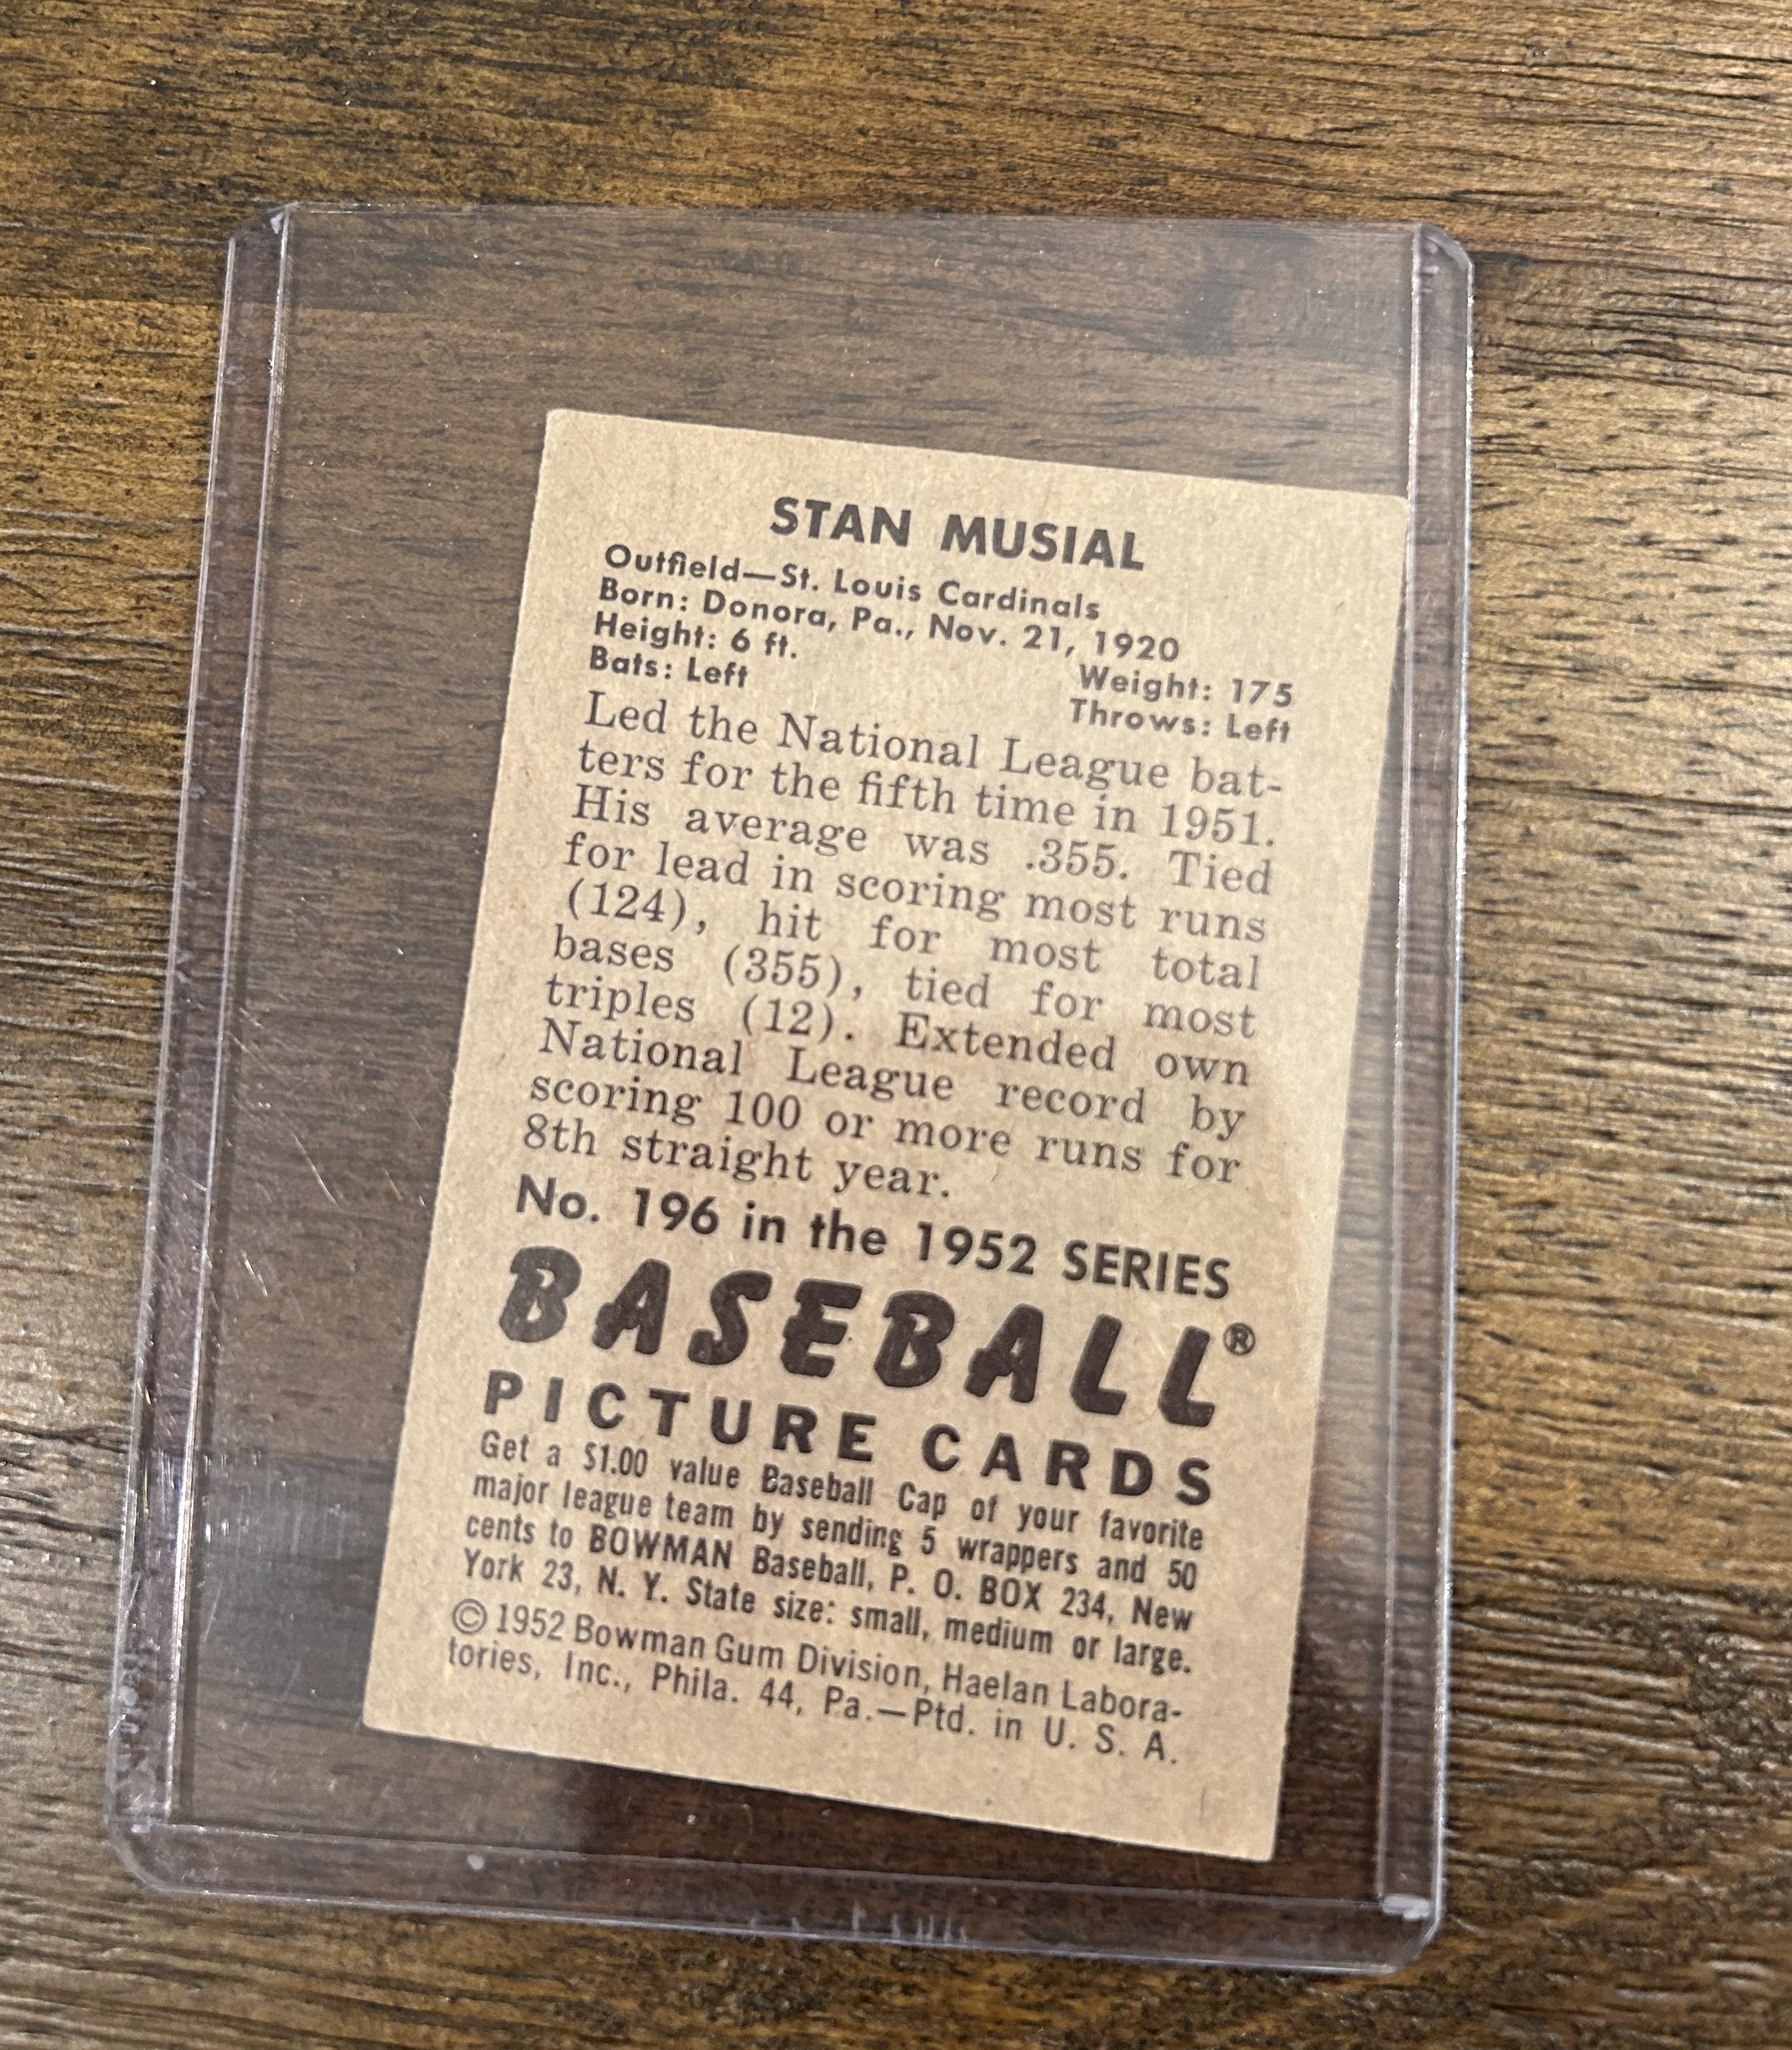 STAN MUSIAL
Outfield—St. Louis Cardinals
Born: Donora, Pa., Nov. 21, 1920
Height: 6 ft. Weight: 175
Bats: Left Throws: Left
Led the National League bat-
ters for the fifth time in 1951.
His average was .355. Tied
for lead in scoring most runs
(124), hit for most total
bases (355), tied for most
triples (12). Extended own
National League record by
scoring 100 or more runs for
8th straight year.
No. 196 in the 1952 SERIES
BASEBALL®
PICTURE CARDS
Get a $1.00 value Baseball Cap of your favorite
major league team by sending 5 wrappers and 50
cents to BOWMAN Baseball, P. O. BOX 234, New
York 23, N. Y. State size: small, medium or large.
© 1952 Bowman Gum Division, Haelan Labora-
tories, Inc., Phila. 44, Pa.—Ptd. in U. S. A.